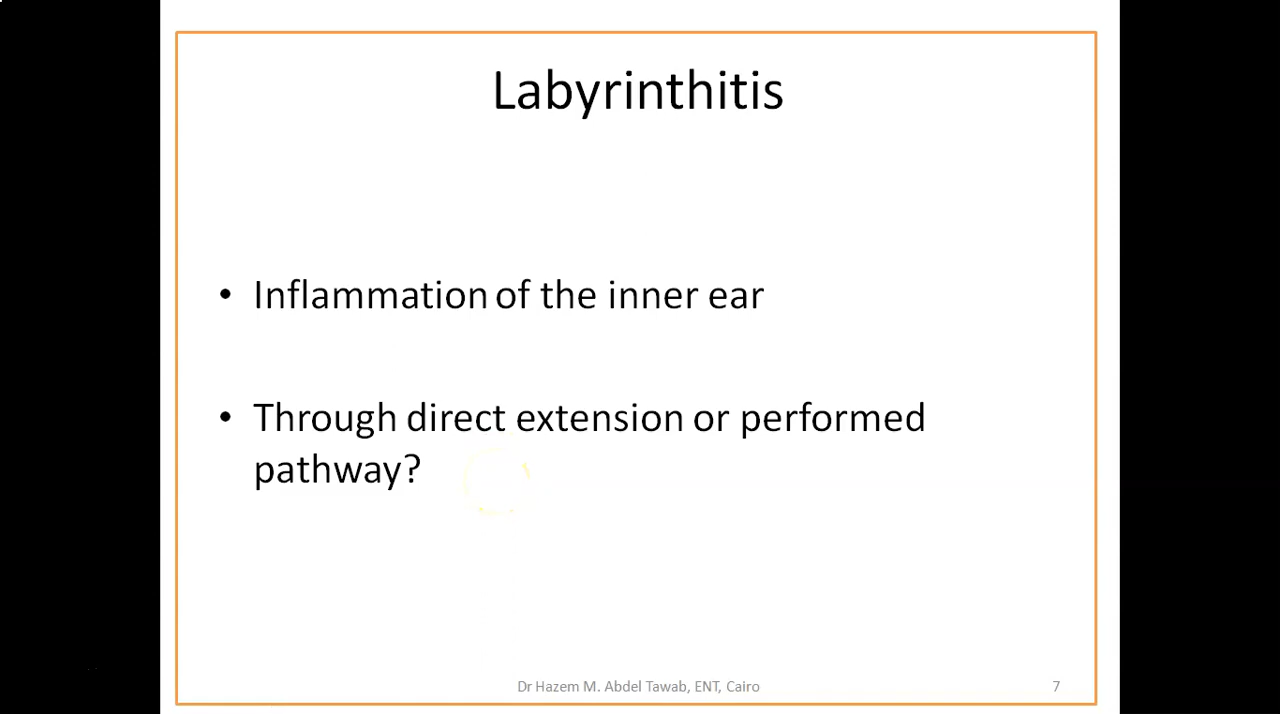 Labyrinthitis
• Inflammation of the inner ear
• Through direct extension or performed
pathway?
Dr Hazem M. Abdel Tawab, ENT, Cairo
7